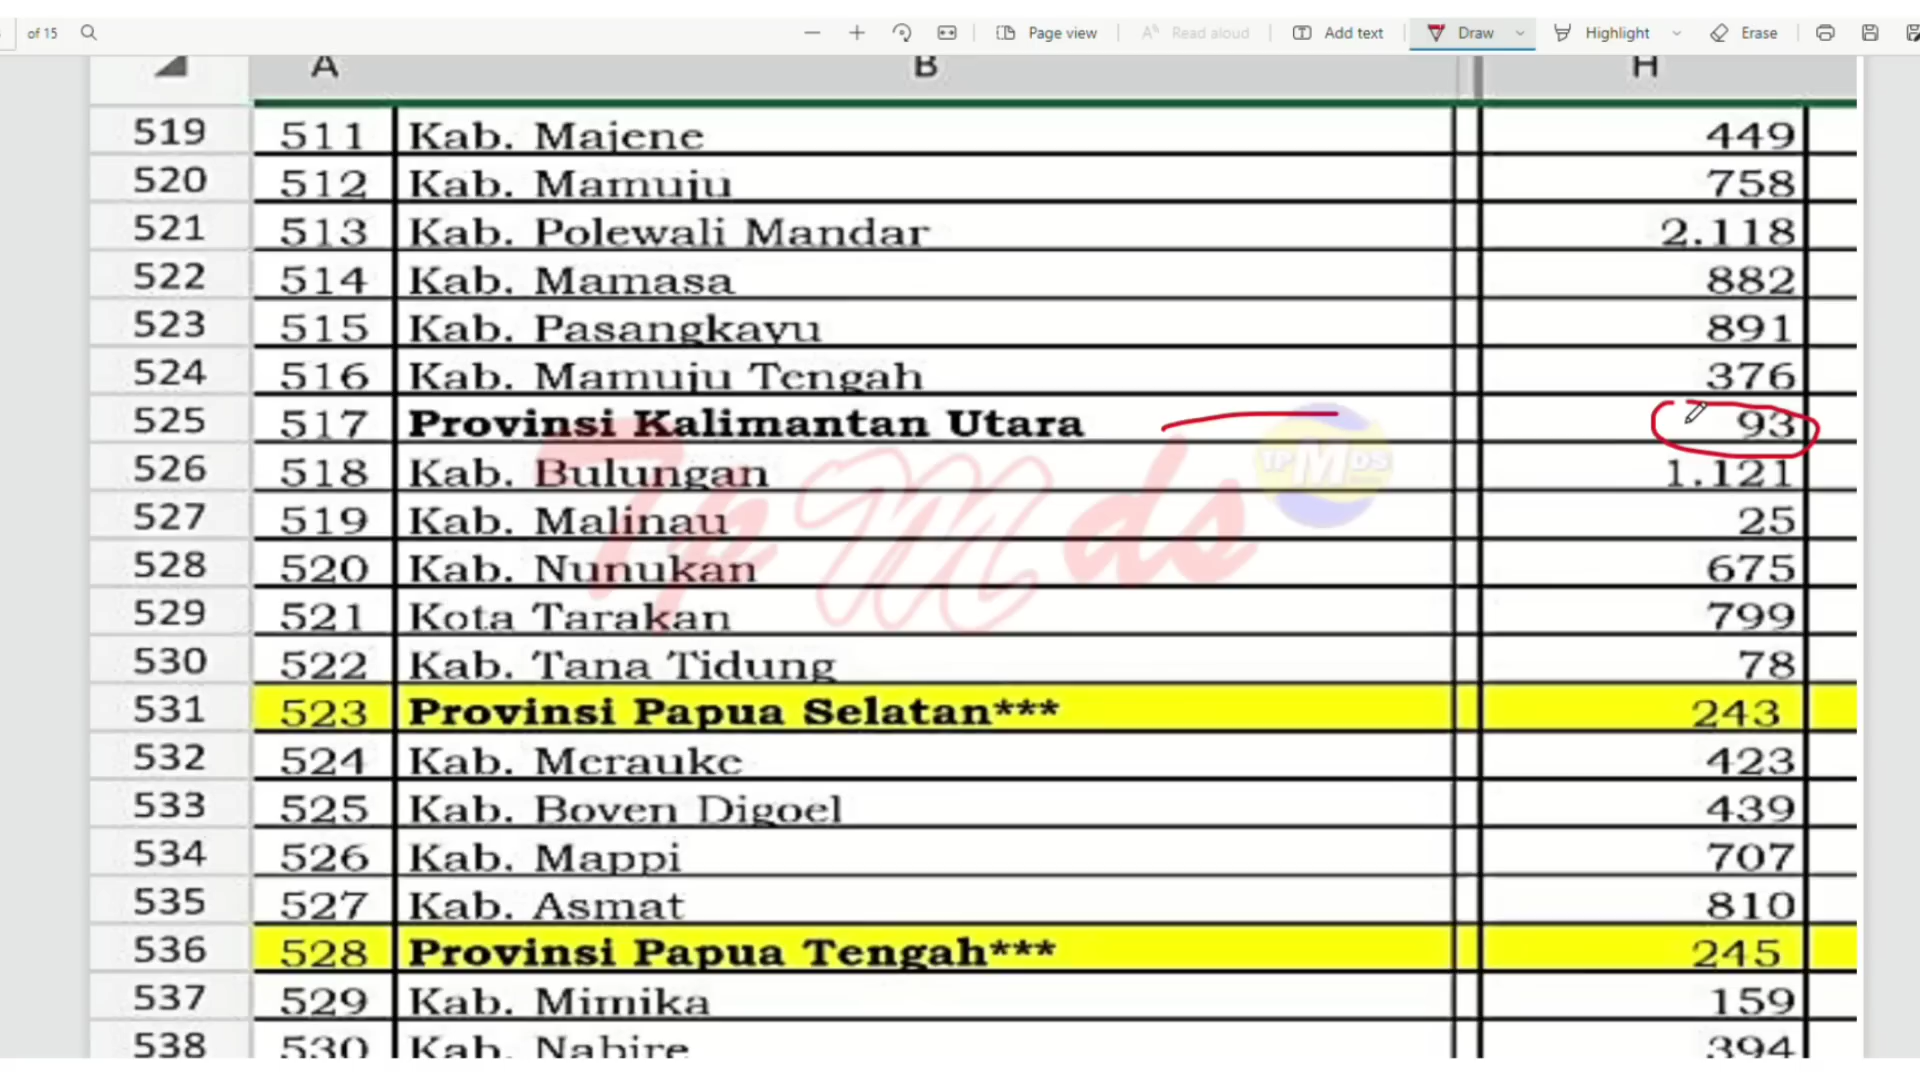 of 15 Page view Read aloud Add text Draw Highlight Erase
A B H
519 511 Kab. Majene 449
520 512 Kab. Mamuju 758
521 513 Kab. Polewali Mandar 2.118
522 514 Kab. Mamasa 882
523 515 Kab. Pasangkayu 891
524 516 Kab. Mamuju Tengah 376
525 517 Provinsi Kalimantan Utara 93
526 518 Kab. Bulungan 1.121
527 519 Kab. Malinau 25
528 520 Kab. Nunukan 675
529 521 Kota Tarakan 799
530 522 Kab. Tana Tidung 78
531 523 Provinsi Papua Selatan*** 243
532 524 Kab. Merauke 423
533 525 Kab. Boven Digoel 439
534 526 Kab. Mappi 707
535 527 Kab. Asmat 810
536 528 Provinsi Papua Tengah*** 245
537 529 Kab. Mimika 159
538 530 Kab. Nabire 394
TPMDS
TPMds